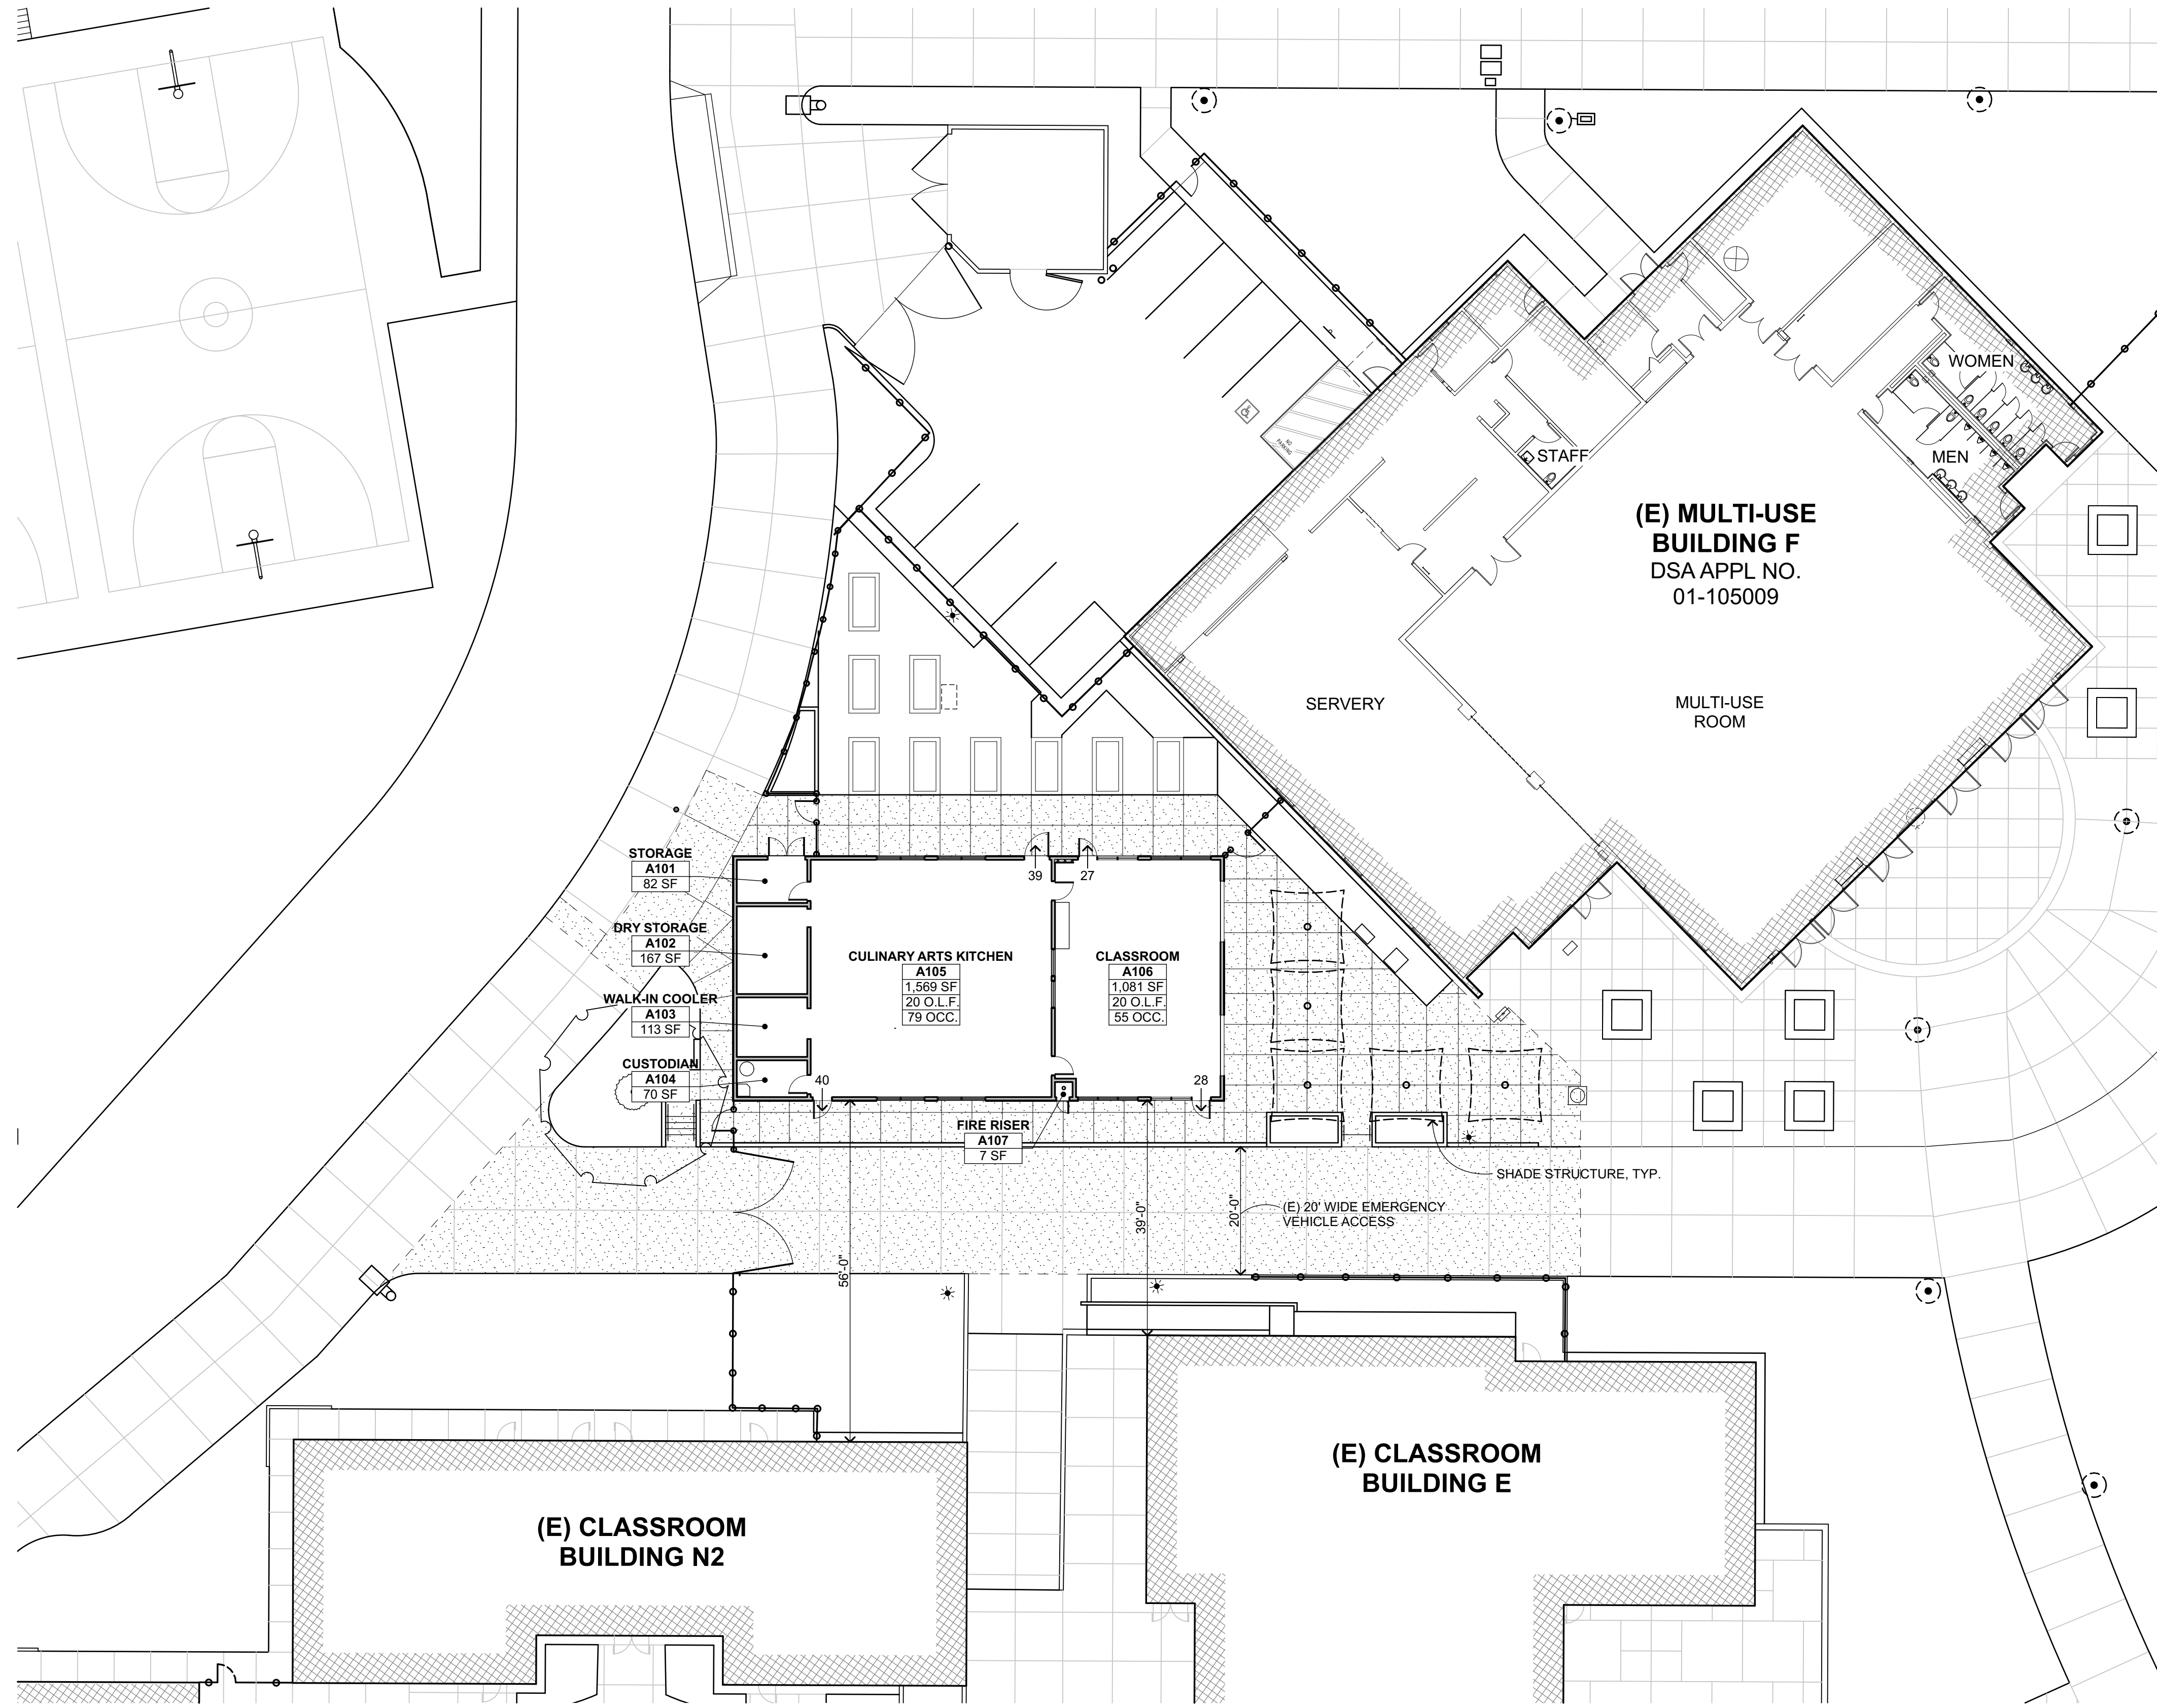 WOMEN
MEN
STAFF
NO
PARKING
(E) MULTI-USE
BUILDING F
DSA APPL NO.
01-105009
SERVERY
MULTI-USE
ROOM
STORAGE
A101
82 SF
39
27
DRY STORAGE
A102
167 SF
CULINARY ARTS KITCHEN
A105
1,569 SF
20 O.L.F.
79 OCC.
CLASSROOM
A106
1,081 SF
20 O.L.F.
55 OCC.
WALK-IN COOLER
A103
113 SF
CUSTODIAN
A104
70 SF
40
28
FIRE RISER
A107
7 SF
SHADE STRUCTURE, TYP.
56'-0"
39'-0"
20'-0"
(E) 20' WIDE EMERGENCY
VEHICLE ACCESS
(E) CLASSROOM
BUILDING E
(E) CLASSROOM
BUILDING N2